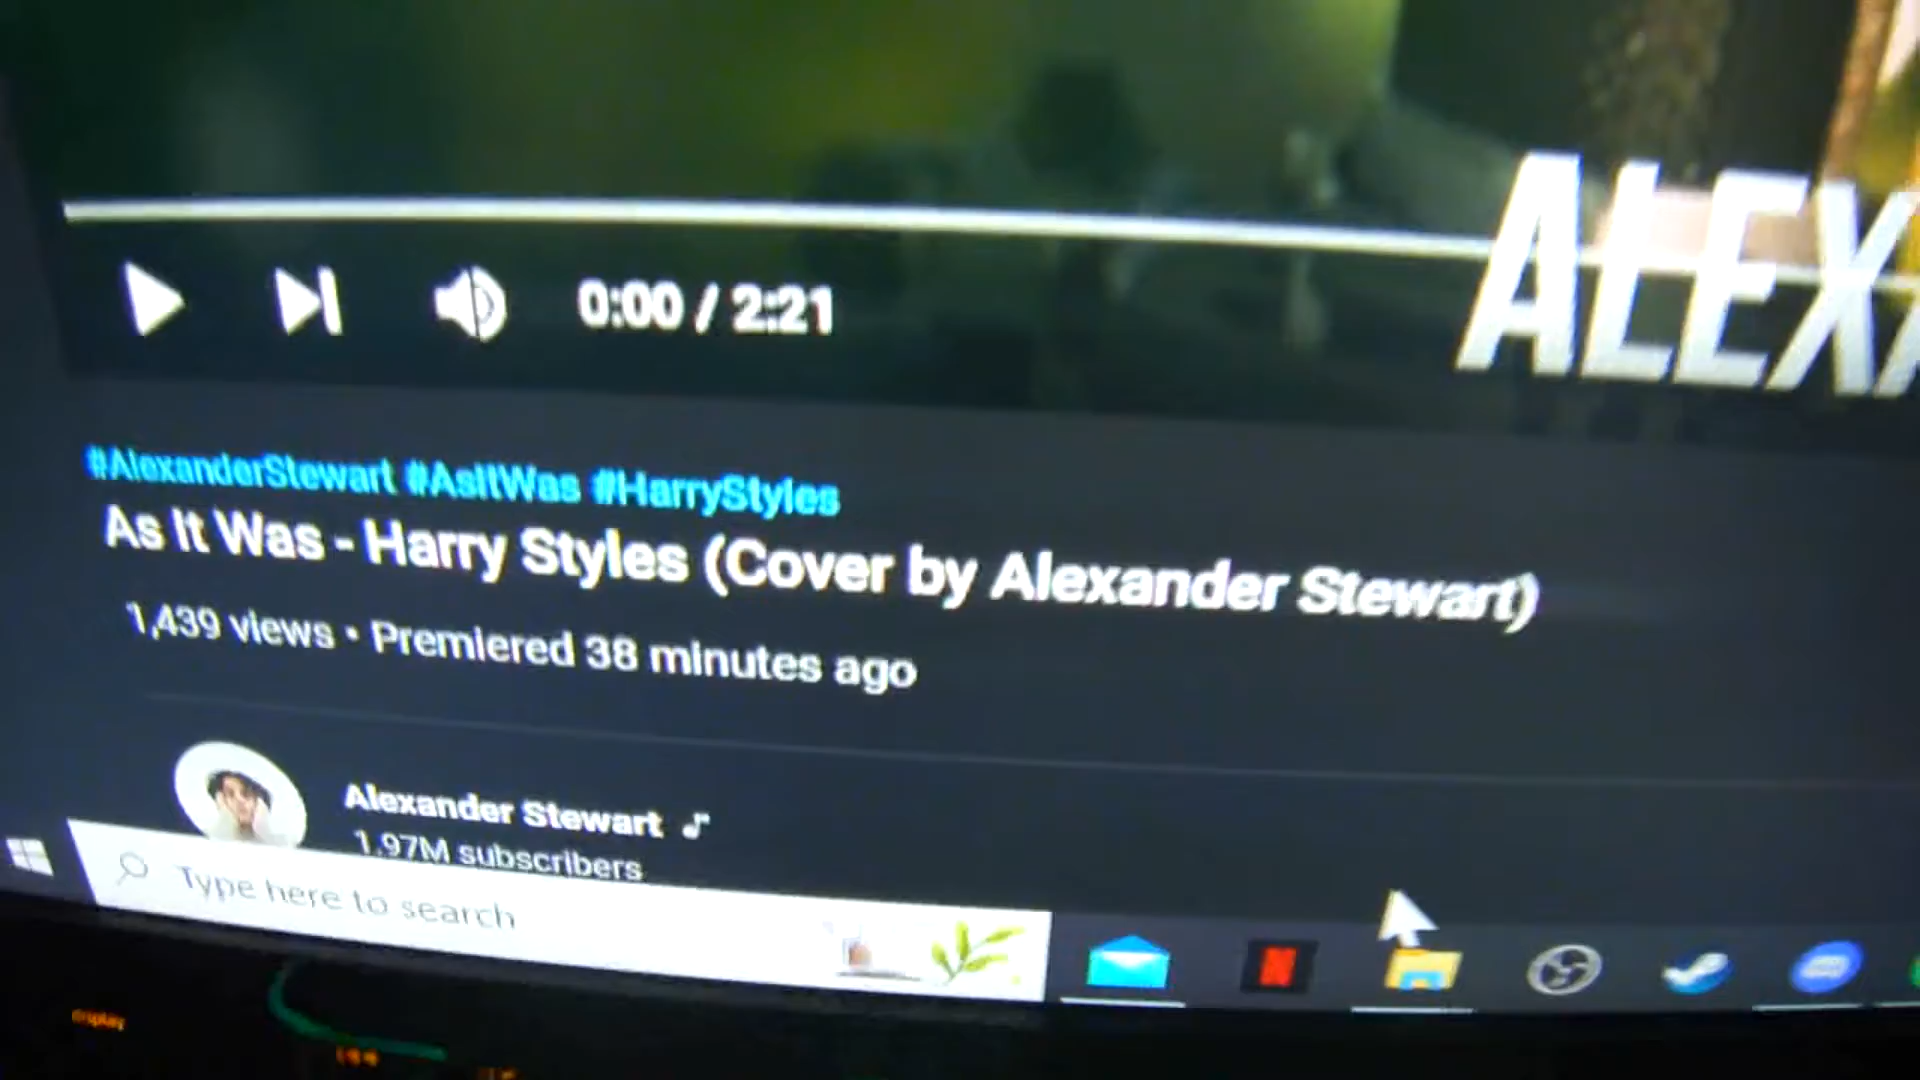 ALEX
0:00 / 2:21
#AlexanderStewart #AsItWas #HarryStyles
As It Was - Harry Styles (Cover by Alexander Stewart)
1,439 views • Premiered 38 minutes ago
Alexander Stewart
1.97M subscribers
Type here to search
N
display